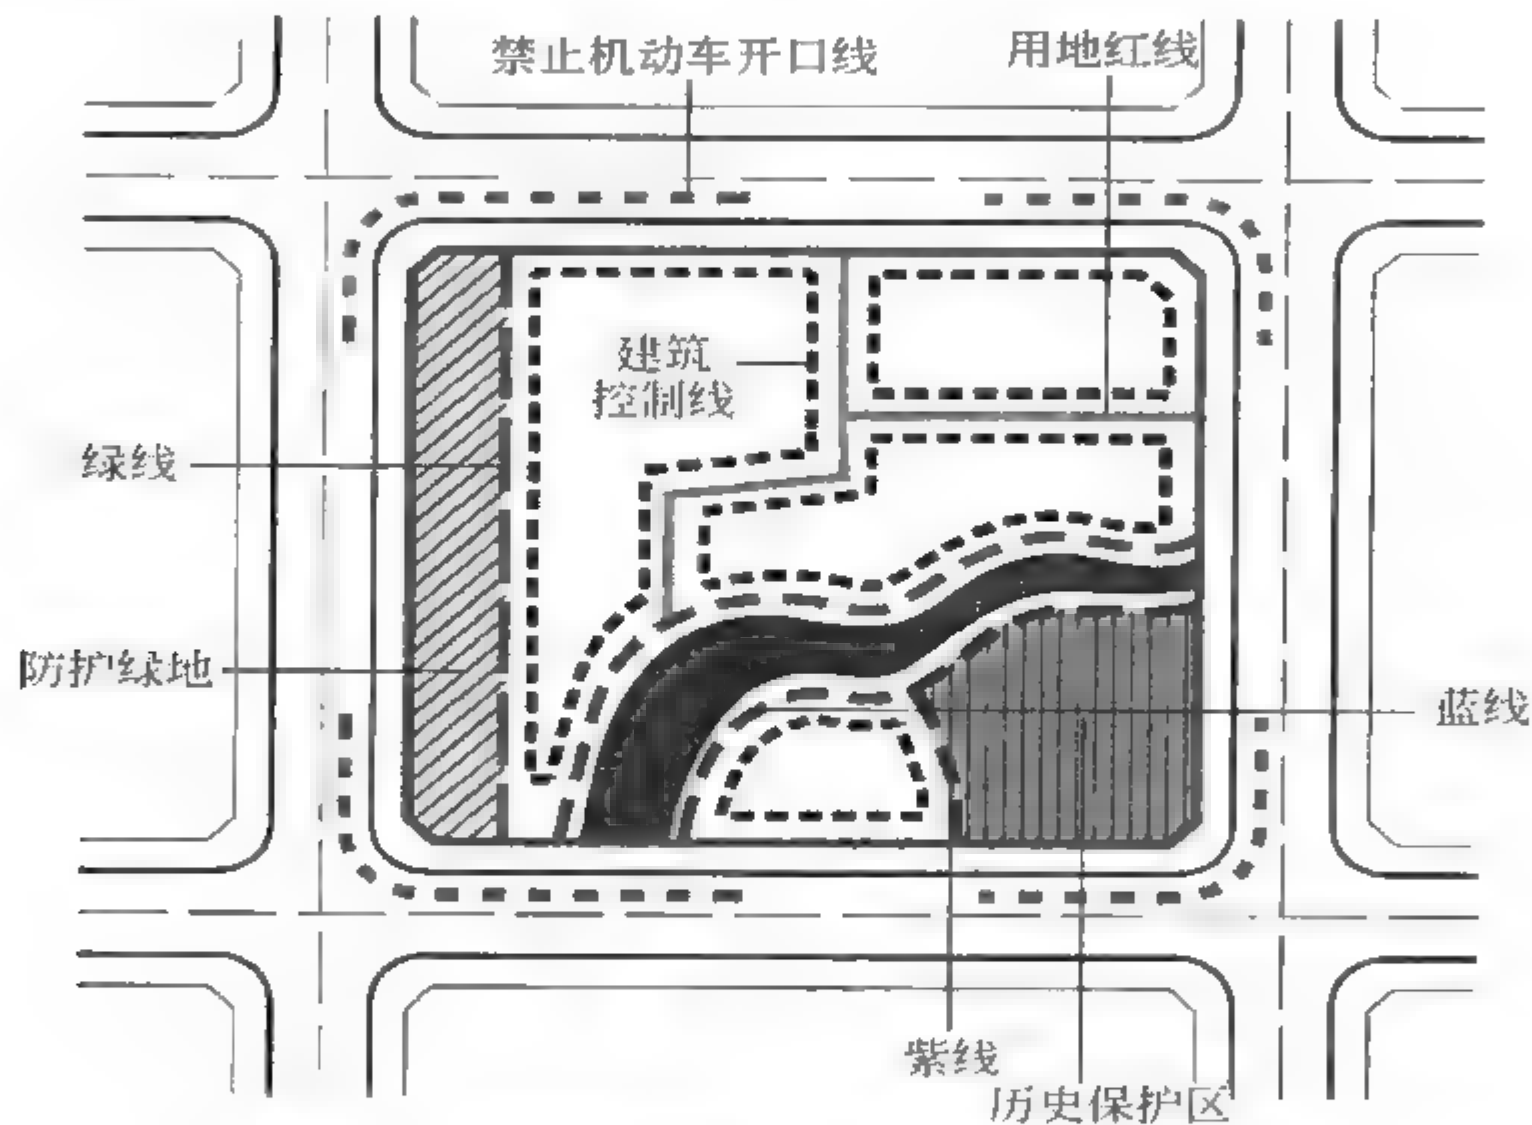 禁止机动车开口线
用地红线
建筑
控制线
绿线
防护绿地
蓝线
紫线
历史保护区